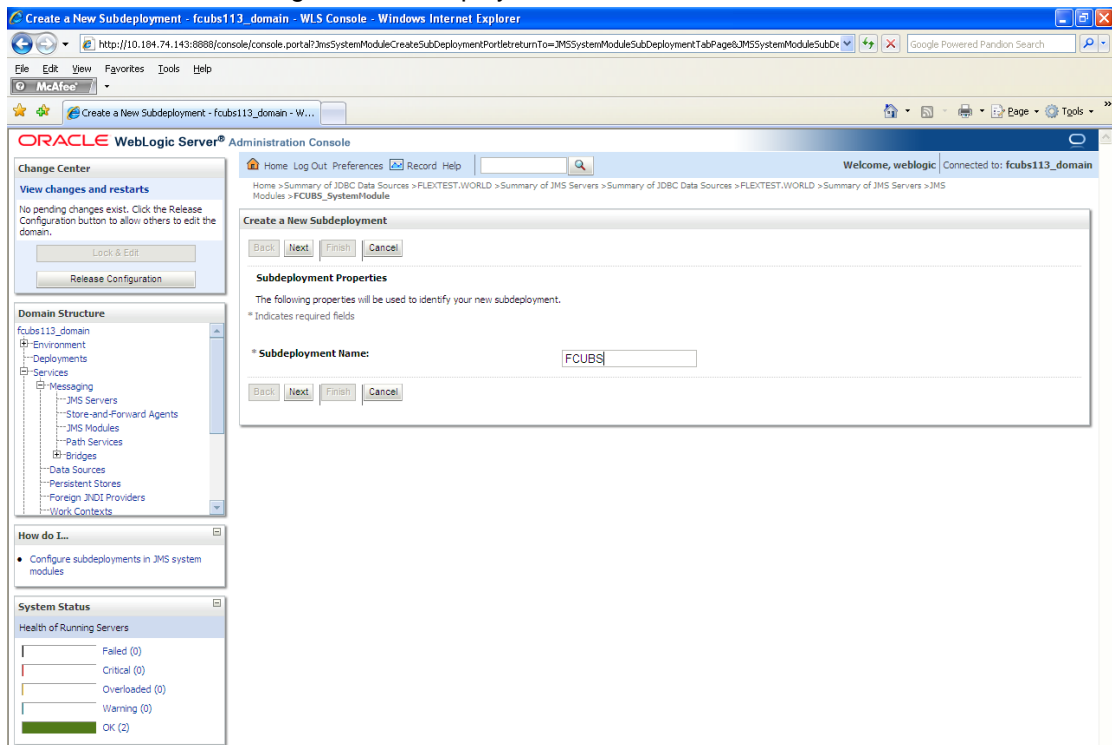 Create a New Subdeployment - fcubs113_domain - WLS Console - Windows Internet Explorer
http://10.184.74.143:8888/console/console.portal?JmsSystemModuleCreateSubDeploymentPortletreturnTo=JMSSystemModuleSubDeploymentTabPage&JMSSystemModuleSubDe
Google Powered Pandion Search
File Edit View Favorites Tools Help
McAfee
Create a New Subdeployment - fcubs113_domain - W...
Page Tools
ORACLE WebLogic Server® Administration Console
Change Center
View changes and restarts
No pending changes exist. Click the Release
Configuration button to allow others to edit the
domain.
Lock & Edit
Release Configuration
Domain Structure
fcubs113_domain
Environment
Deployments
Services
Messaging
JMS Servers
Store-and-Forward Agents
JMS Modules
Path Services
Bridges
Data Sources
Persistent Stores
Foreign JNDI Providers
Work Contexts
How do I...
Configure subdeployments in JMS system
modules
System Status
Health of Running Servers
Failed (0)
Critical (0)
Overloaded (0)
Warning (0)
OK (2)
Home Log Out Preferences Record Help
Welcome, weblogic Connected to: fcubs113_domain
Home >Summary of JDBC Data Sources >FLEXTEST.WORLD >Summary of JMS Servers >Summary of JDBC Data Sources >FLEXTEST.WORLD >Summary of JMS Servers >JMS
Modules >FCUBS_SystemModule
Create a New Subdeployment
Back Next Finish Cancel
Subdeployment Properties
The following properties will be used to identify your new subdeployment.
* Indicates required fields
* Subdeployment Name: FCUBS
Back Next Finish Cancel